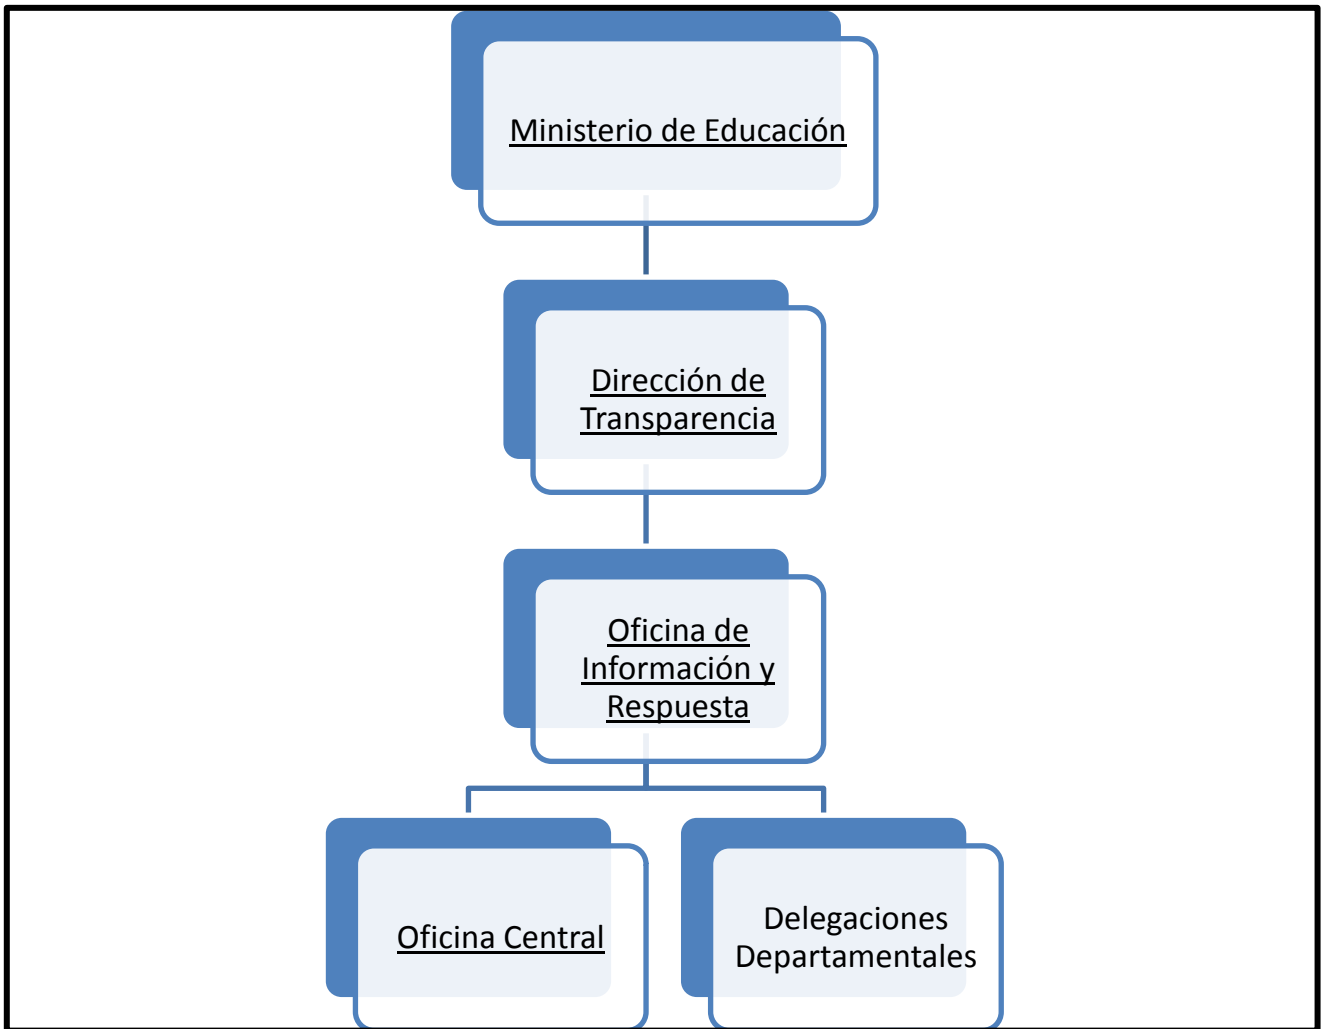 Ministerio de Educación
Dirección de
Transparencia
Oficina de
Información y
Respuesta
Oficina Central
Delegaciones
Departamentales